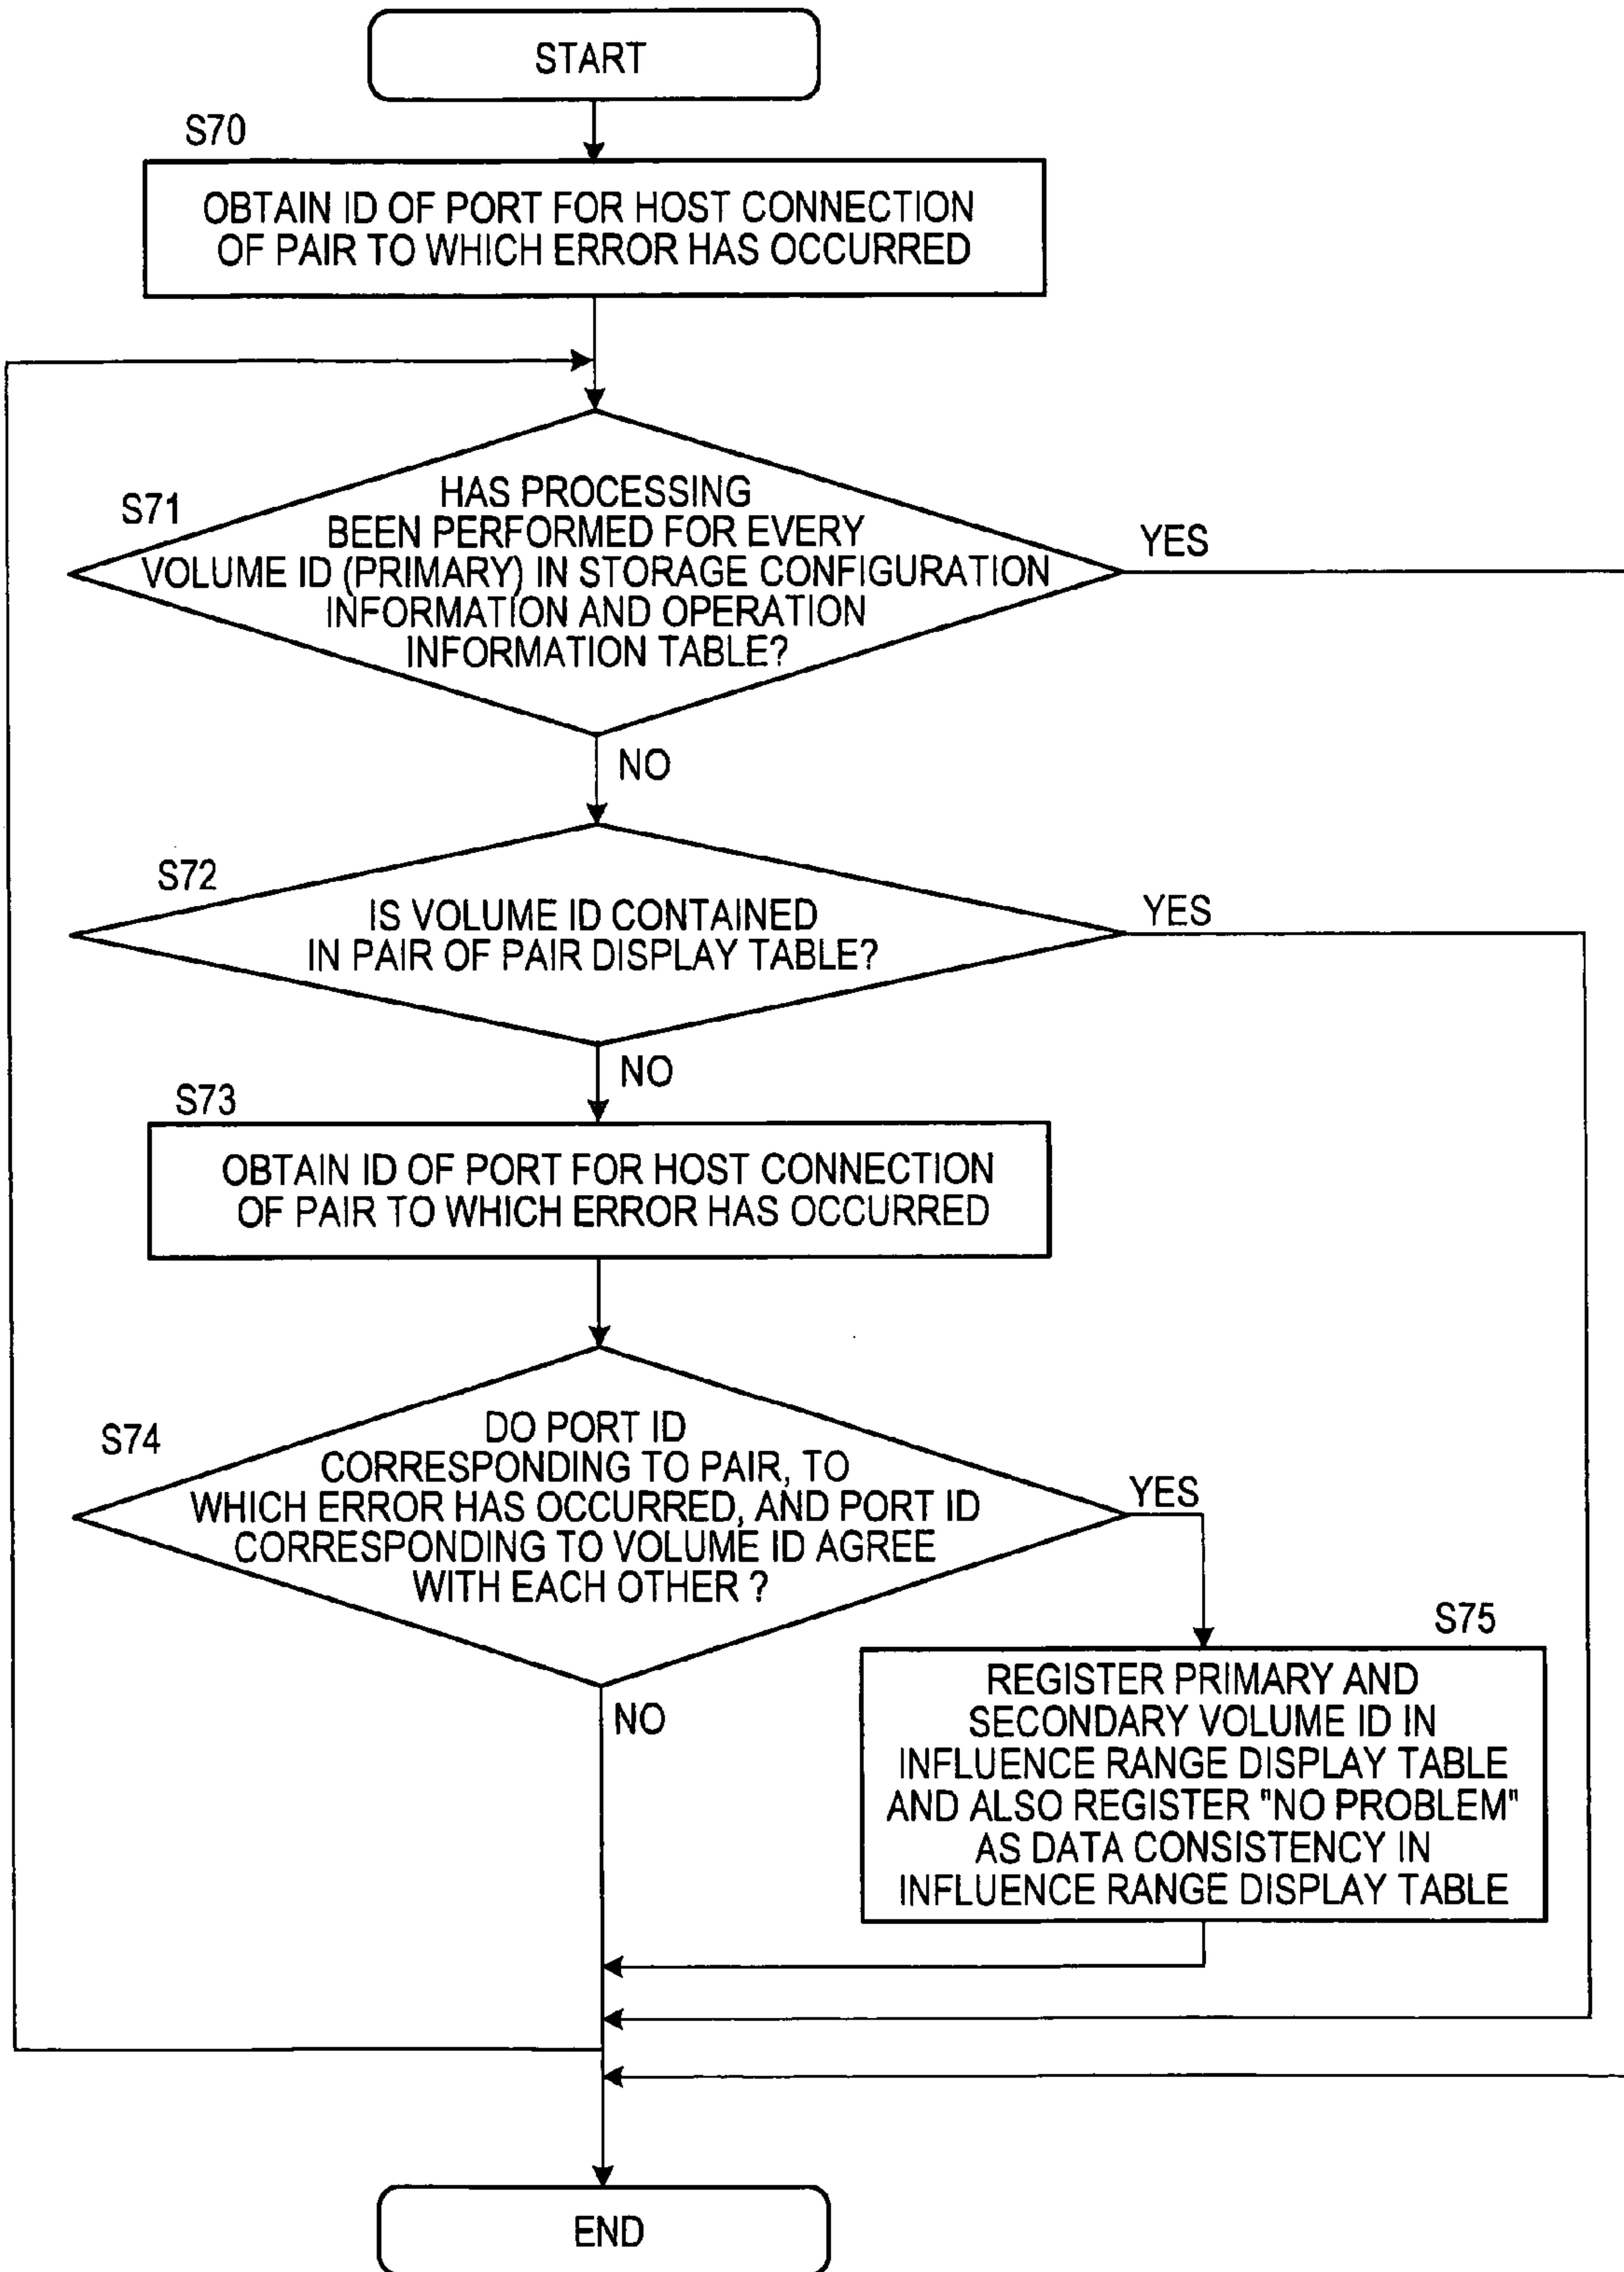 START
S70
OBTAIN ID OF PORT FOR HOST CONNECTION
OF PAIR TO WHICH ERROR HAS OCCURRED
S71
HAS PROCESSING
BEEN PERFORMED FOR EVERY
VOLUME ID (PRIMARY) IN STORAGE CONFIGURATION
INFORMATION AND OPERATION
INFORMATION TABLE?
YES
NO
S72
IS VOLUME ID CONTAINED
IN PAIR OF PAIR DISPLAY TABLE?
YES
NO
S73
OBTAIN ID OF PORT FOR HOST CONNECTION
OF PAIR TO WHICH ERROR HAS OCCURRED
S74
DO PORT ID
CORRESPONDING TO PAIR, TO
WHICH ERROR HAS OCCURRED, AND PORT ID
CORRESPONDING TO VOLUME ID AGREE
WITH EACH OTHER ?
YES
NO
S75
REGISTER PRIMARY AND
SECONDARY VOLUME ID IN
INFLUENCE RANGE DISPLAY TABLE
AND ALSO REGISTER "NO PROBLEM"
AS DATA CONSISTENCY IN
INFLUENCE RANGE DISPLAY TABLE
END